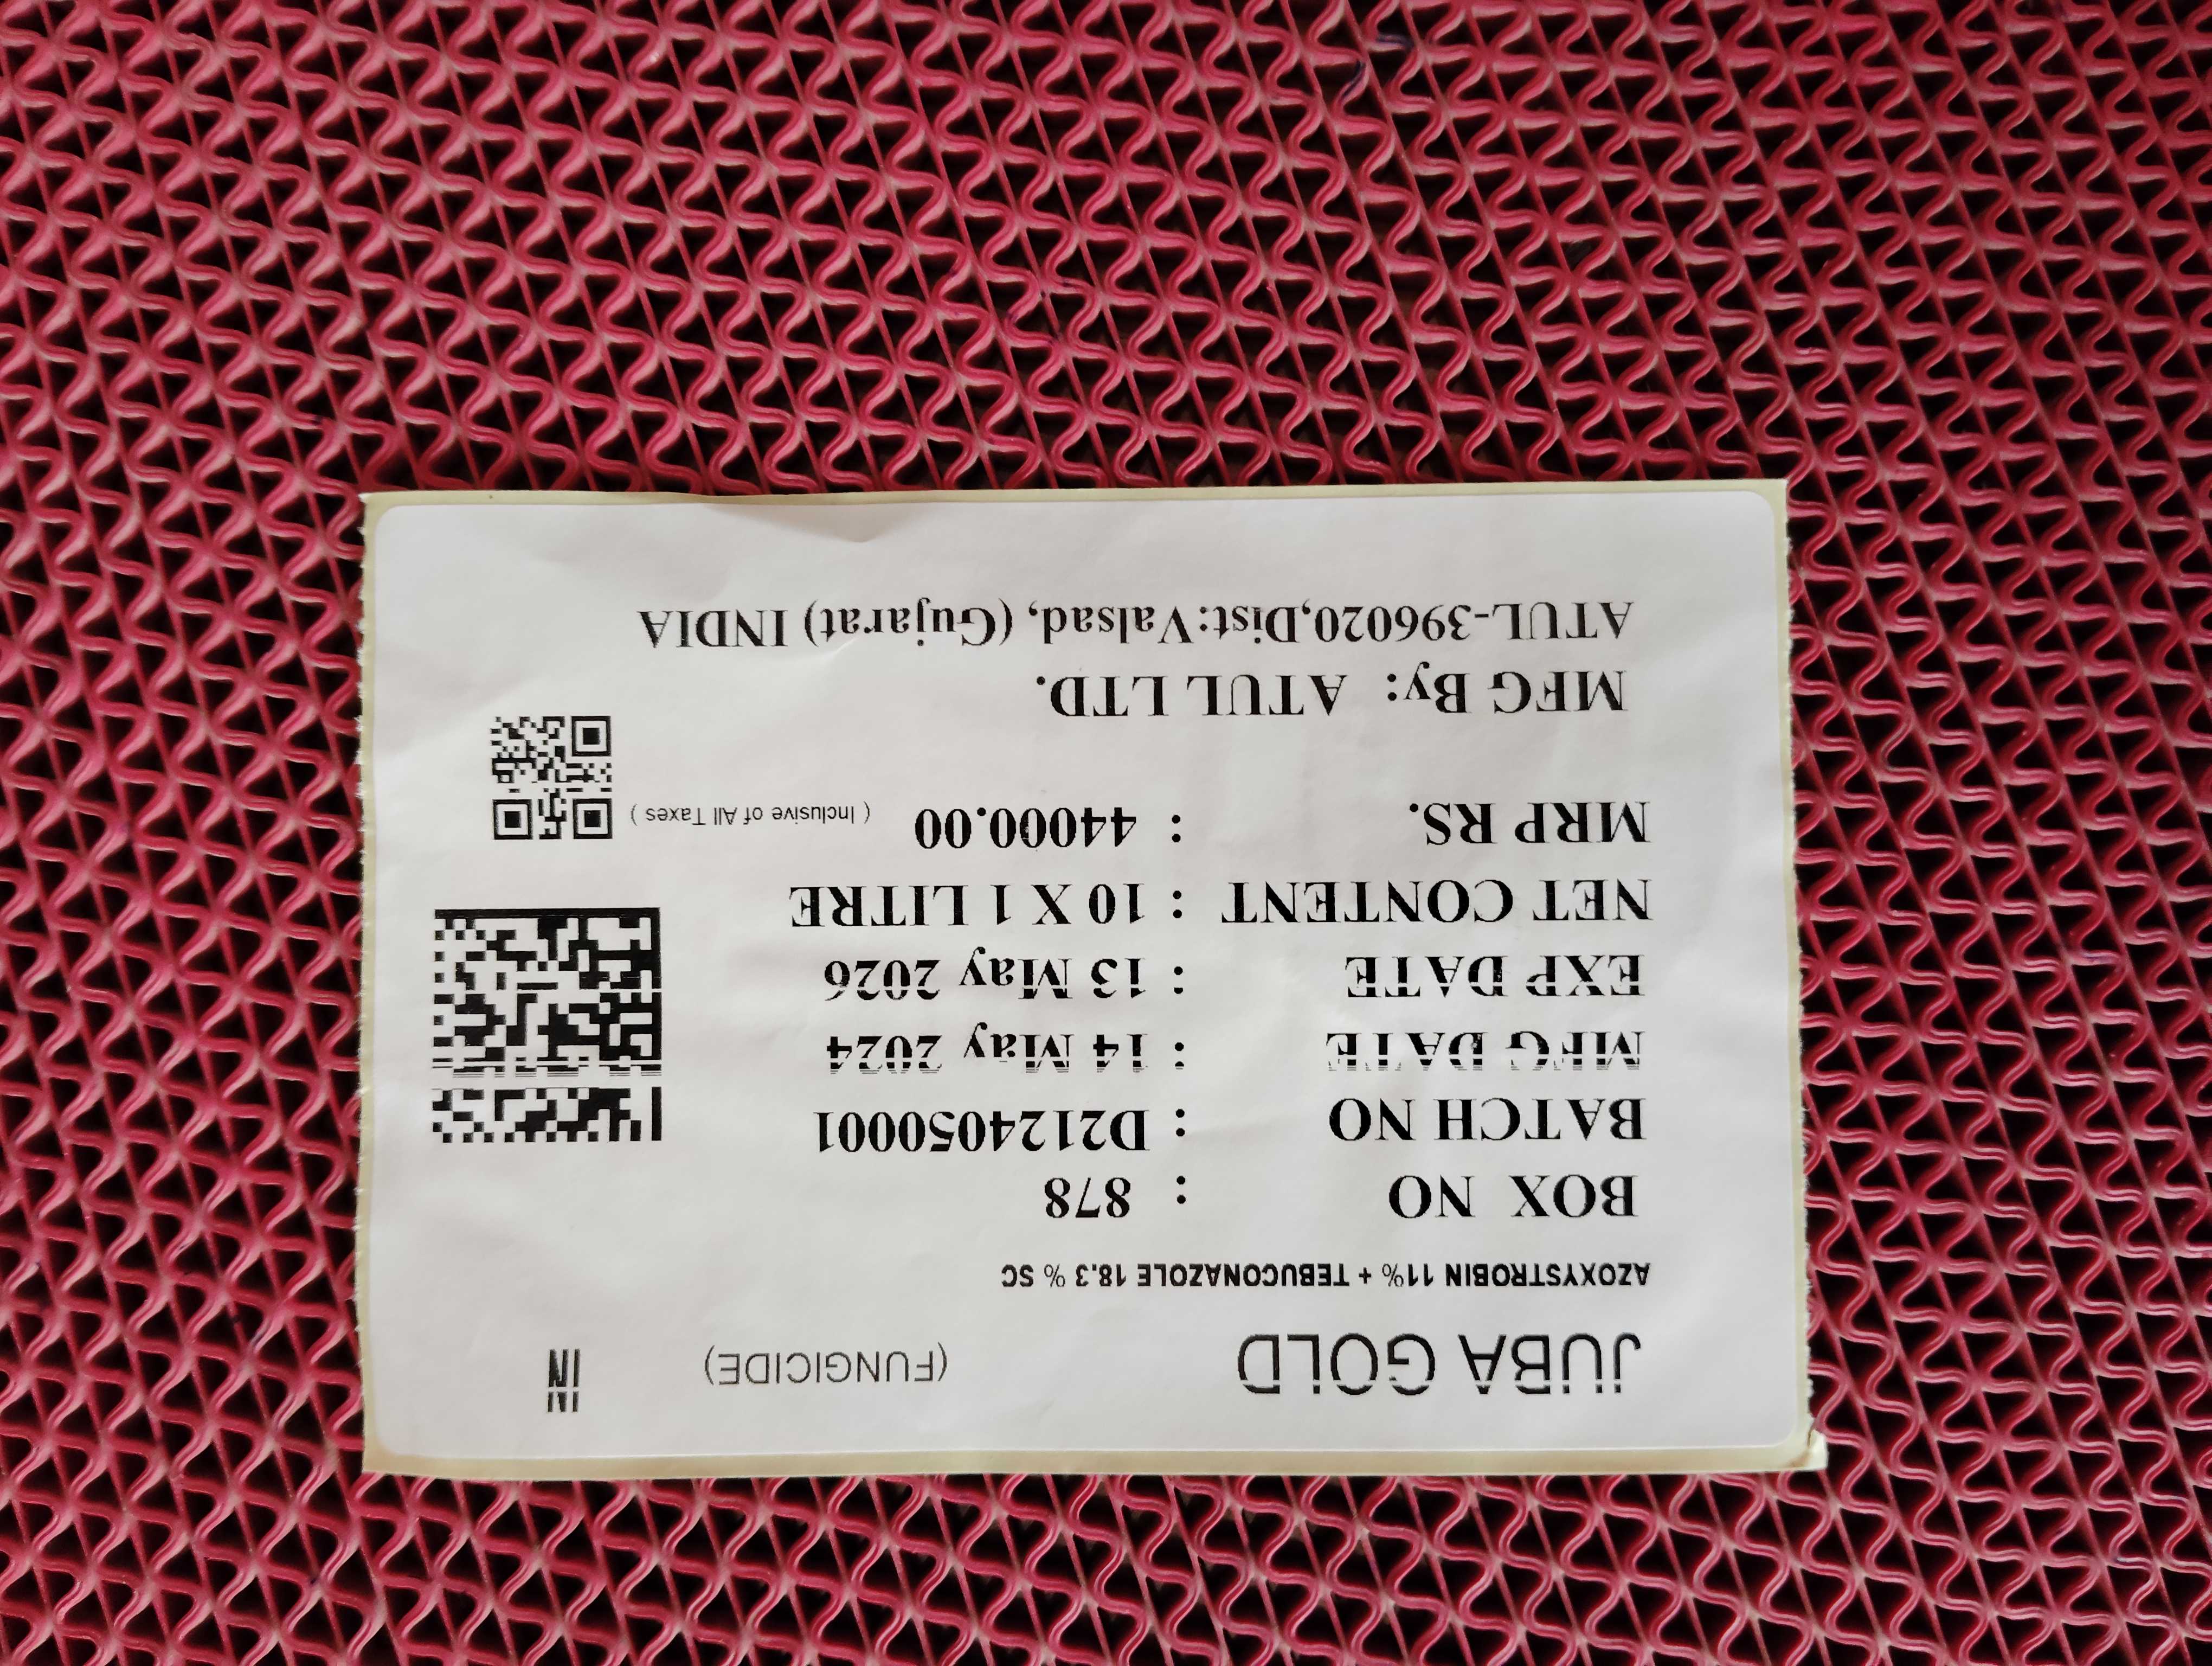 JUBA GOLD (FUNGICIDE) IN
AZOXYSTROBIN 11% + TEBUCONAZOLE 18.3 % SC
BOX NO : 878
BATCH NO : D2124050001
MFG DATE : 14 May 2024
EXP DATE : 13 May 2026
NET CONTENT : 10 X 1 LITRE
MRP RS. : 44000.00 ( Inclusive of All Taxes )
MFG By: ATUL LTD.
ATUL-396020,Dist:Valsad, (Gujarat) INDIA